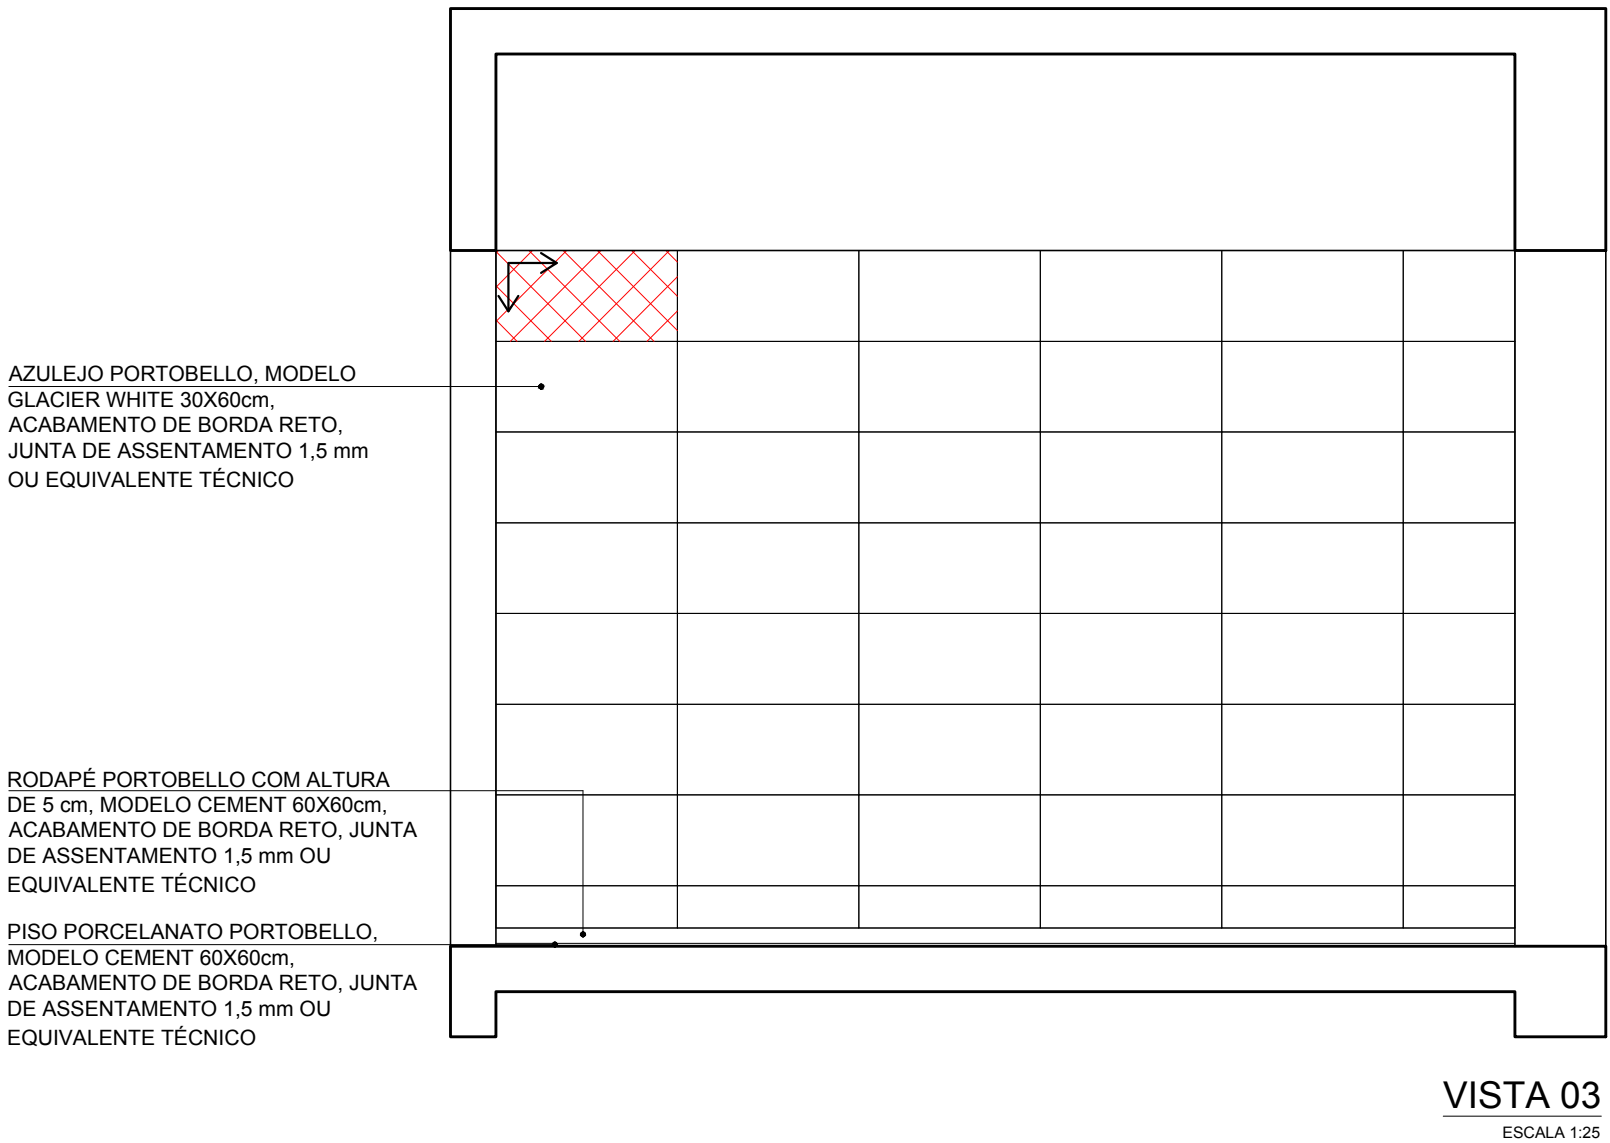 AZULEJO PORTOBELLO, MODELO
GLACIER WHITE 30X60cm,
ACABAMENTO DE BORDA RETO,
JUNTA DE ASSENTAMENTO 1,5 mm
OU EQUIVALENTE TÉCNICO
RODAPÉ PORTOBELLO COM ALTURA
DE 5 cm, MODELO CEMENT 60X60cm,
ACABAMENTO DE BORDA RETO, JUNTA
DE ASSENTAMENTO 1,5 mm OU
EQUIVALENTE TÉCNICO
PISO PORCELANATO PORTOBELLO,
MODELO CEMENT 60X60cm,
ACABAMENTO DE BORDA RETO, JUNTA
DE ASSENTAMENTO 1,5 mm OU
EQUIVALENTE TÉCNICO
VISTA 03
ESCALA 1:25